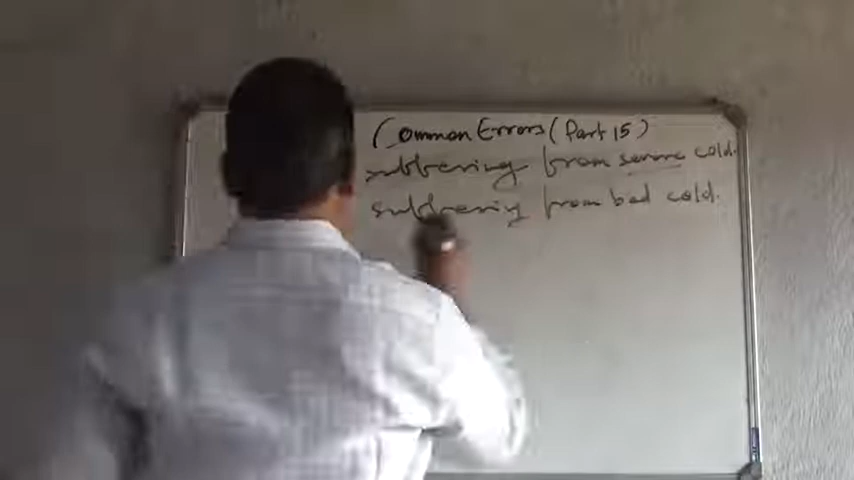 Common Errors (Part 15)
suffering from severe cold.
suffering from bad cold.